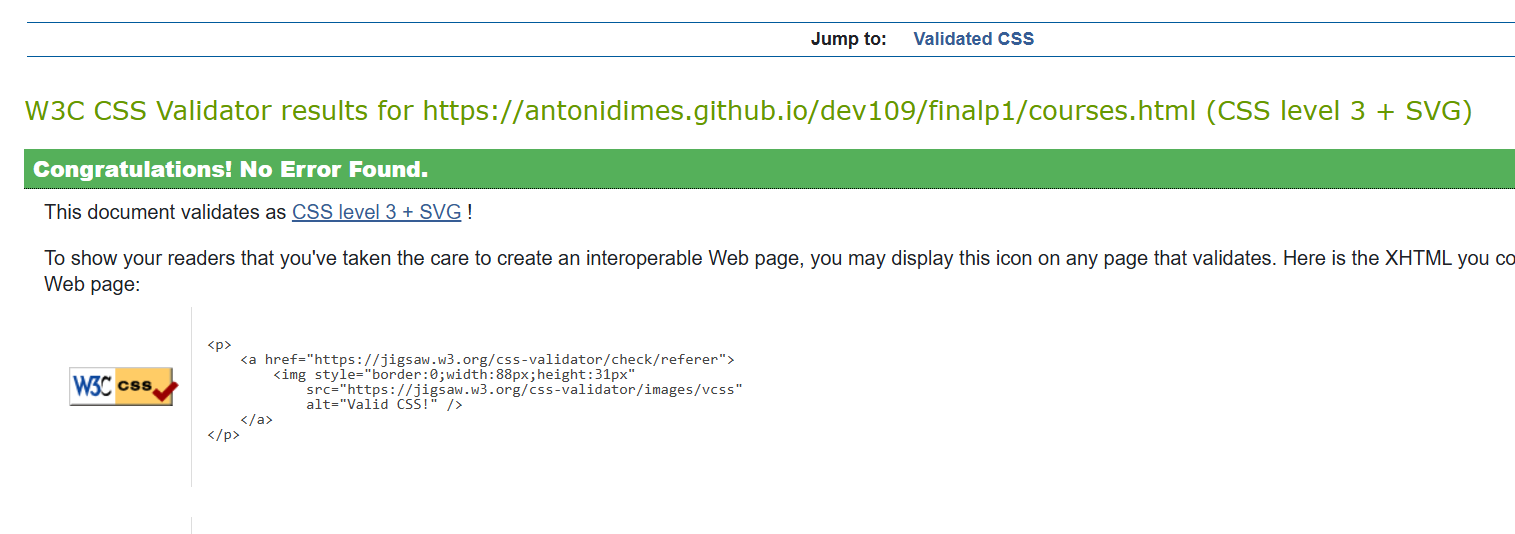 Jump to: Validated CSS
W3C CSS Validator results for https://antonidimes.github.io/dev109/finalp1/courses.html (CSS level 3 + SVG)
Congratulations! No Error Found.
This document validates as CSS level 3 + SVG !
To show your readers that you've taken the care to create an interoperable Web page, you may display this icon on any page that validates. Here is the XHTML you co
Web page:
W3C css
<p>
    <a href="https://jigsaw.w3.org/css-validator/check/referer">
        <img style="border:0;width:88px;height:31px"
            src="https://jigsaw.w3.org/css-validator/images/vcss"
            alt="Valid CSS!" />
    </a>
</p>